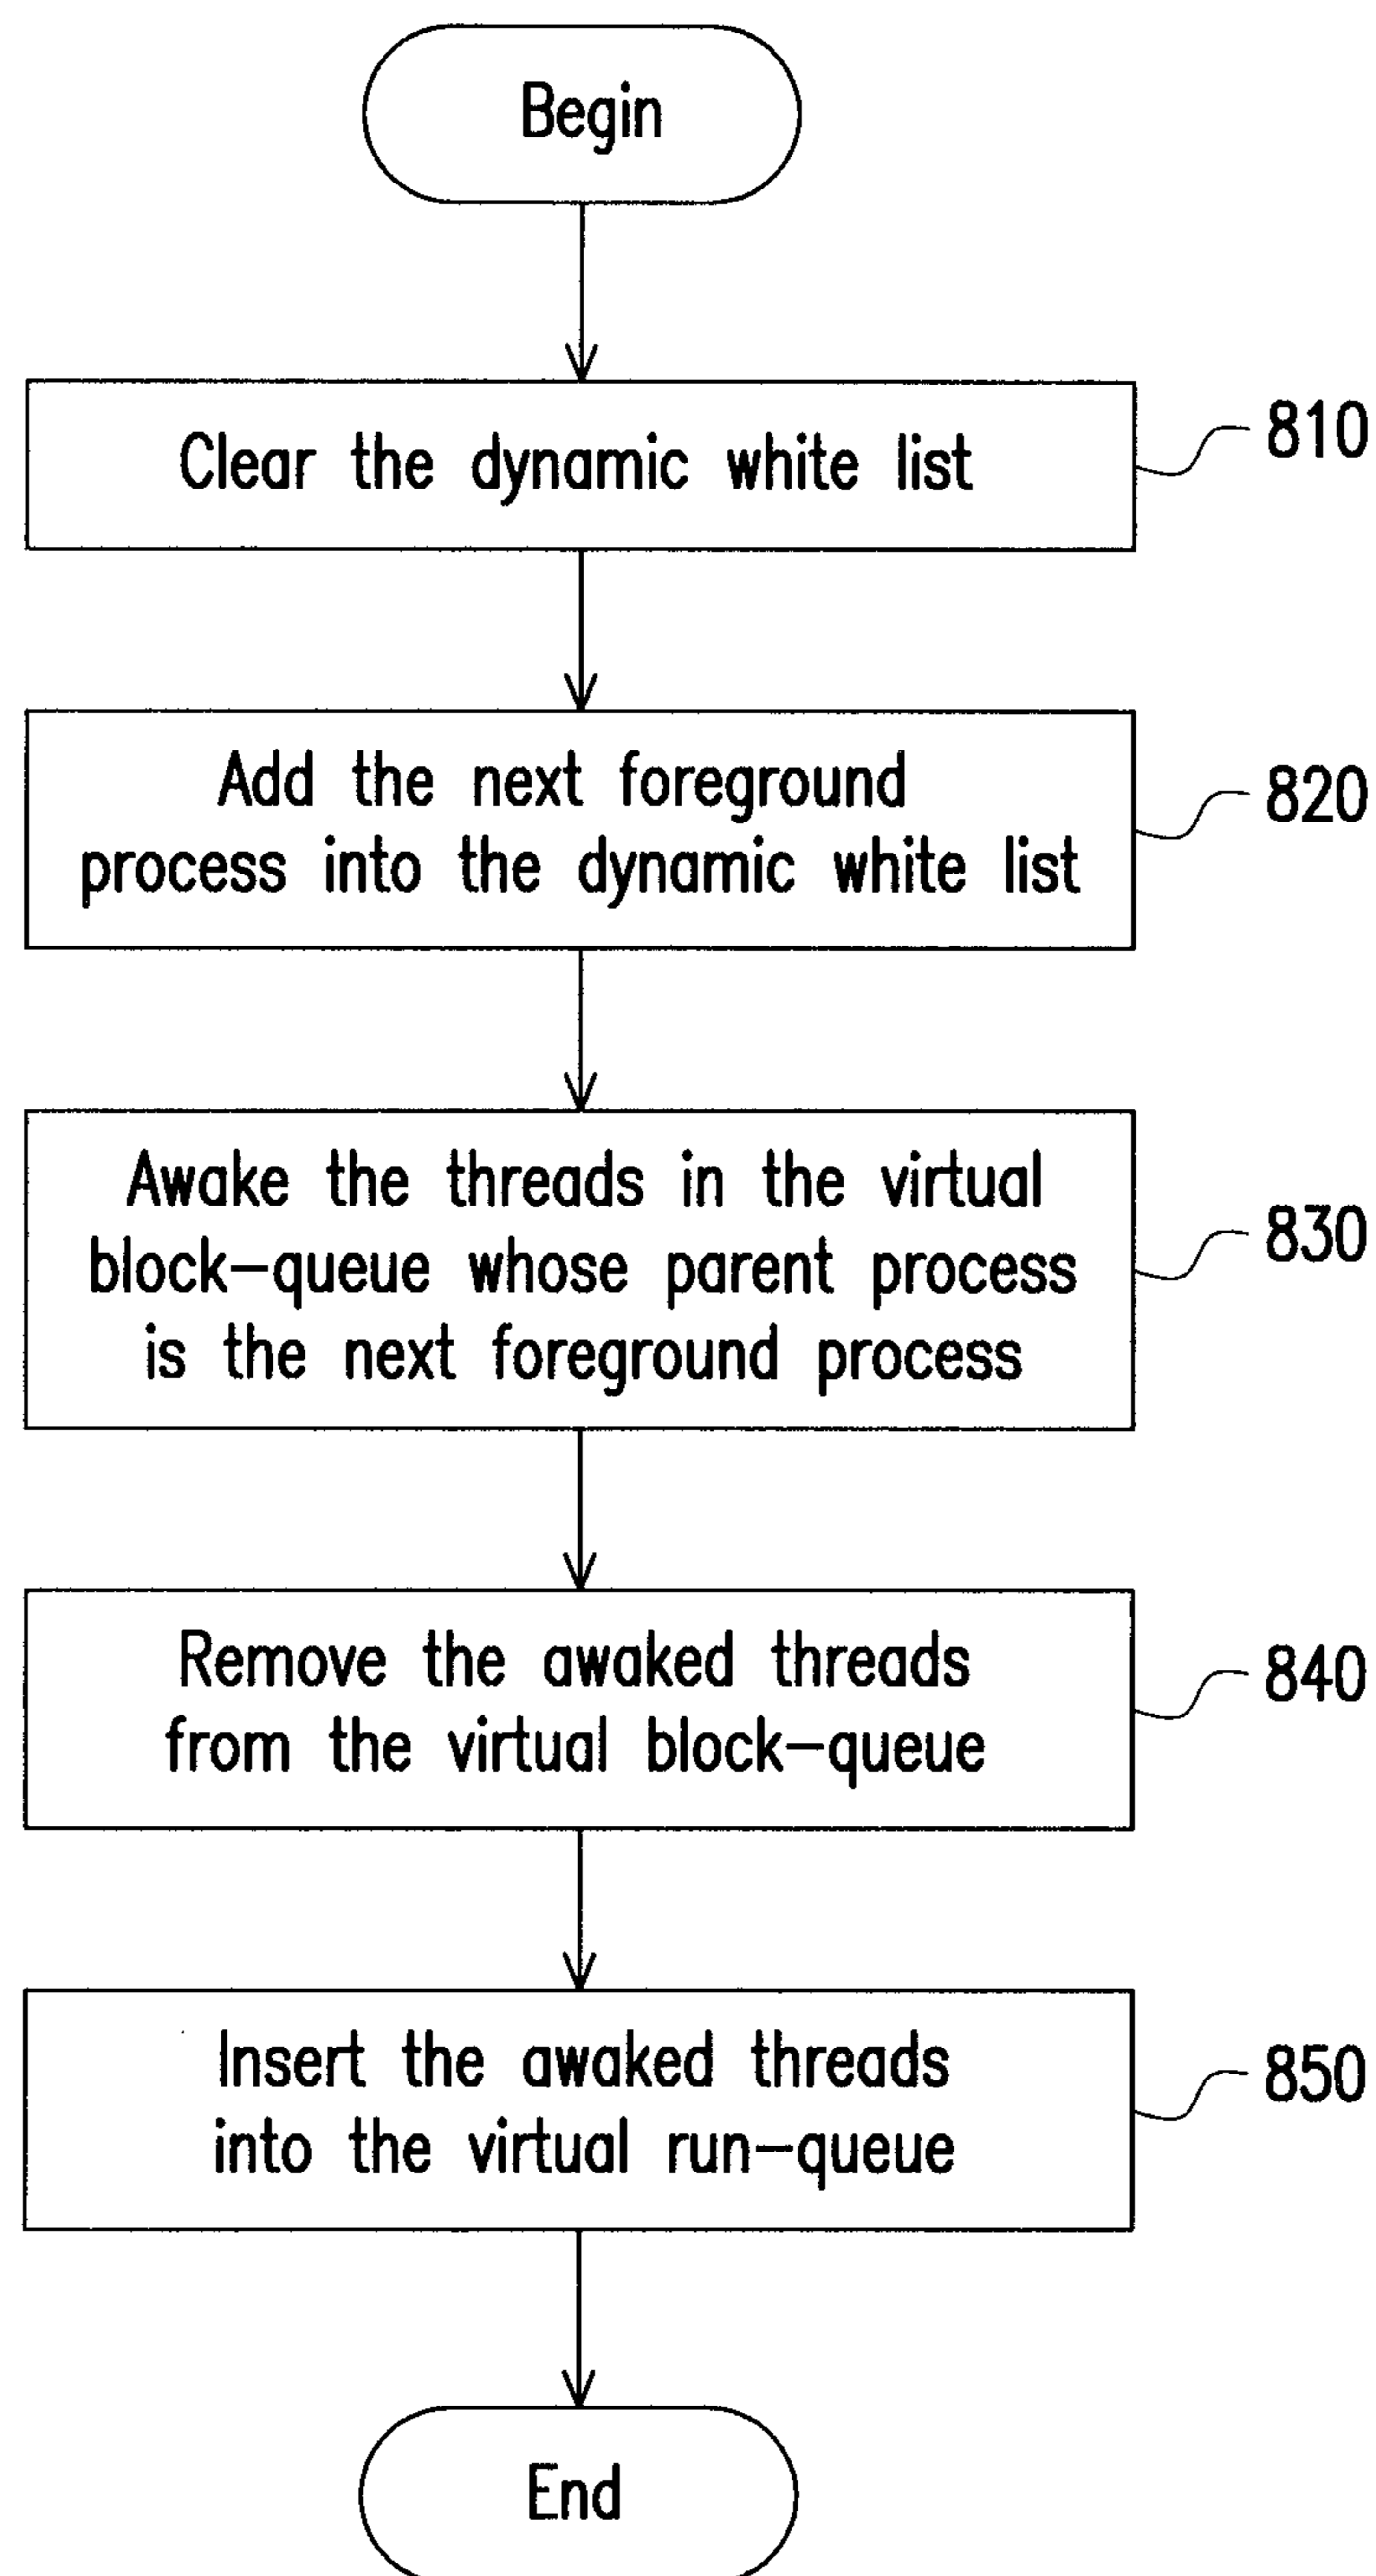 Begin
Clear the dynamic white list
810
Add the next foreground
process into the dynamic white list
820
Awake the threads in the virtual
block-queue whose parent process
is the next foreground process
830
Remove the awaked threads
from the virtual block-queue
840
Insert the awaked threads
into the virtual run-queue
850
End